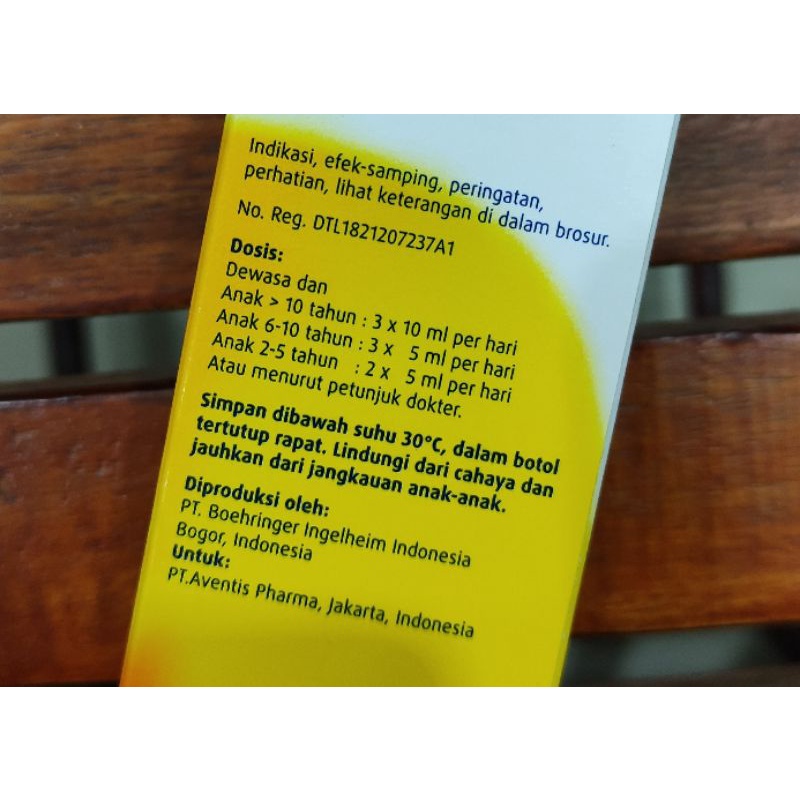 Indikasi, efek-samping, peringatan,
perhatian, lihat keterangan di dalam brosur.
No. Reg. DTL1821207237A1
Dosis:
Dewasa dan
Anak > 10 tahun : 3 x 10 ml per hari
Anak 6-10 tahun : 3 x 5 ml per hari
Anak 2-5 tahun : 2 x 5 ml per hari
Atau menurut petunjuk dokter.
Simpan dibawah suhu 30°C, dalam botol
tertutup rapat. Lindungi dari cahaya dan
jauhkan dari jangkauan anak-anak.
Diproduksi oleh:
PT. Boehringer Ingelheim Indonesia
Bogor, Indonesia
Untuk:
PT.Aventis Pharma, Jakarta, Indonesia